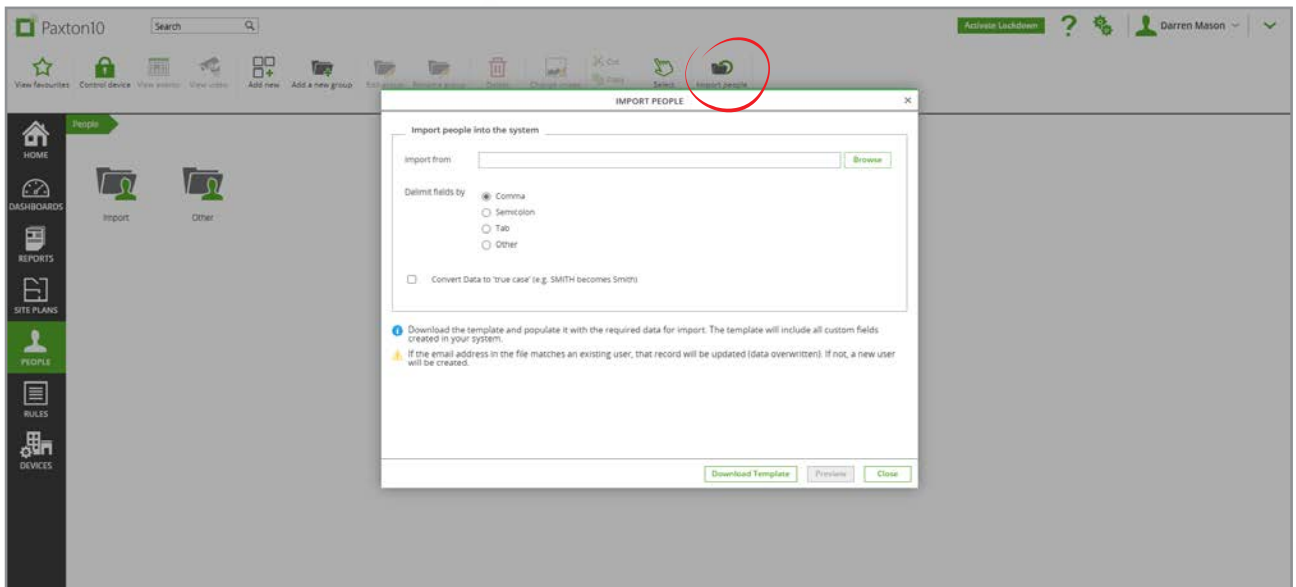 Paxton10
Search
Activate Lockdown
?
Darren Mason
View favourites
Control device
View events
View video
Add new
Add a new group
Delete
Change image
Cut
Copy
Select
Import people
HOME
DASHBOARDS
REPORTS
SITE PLANS
PEOPLE
RULES
DEVICES
People
Import
Other
IMPORT PEOPLE
Import people into the system
Import from
Browse
Delimit fields by
Comma
Semicolon
Tab
Other
Convert Data to 'true case' (e.g. SMITH becomes Smith)
Download the template and populate it with the required data for import. The template will include all custom fields
created in your system.
If the email address in the file matches an existing user, that record will be updated (data overwritten). If not, a new user
will be created.
Download Template
Preview
Close